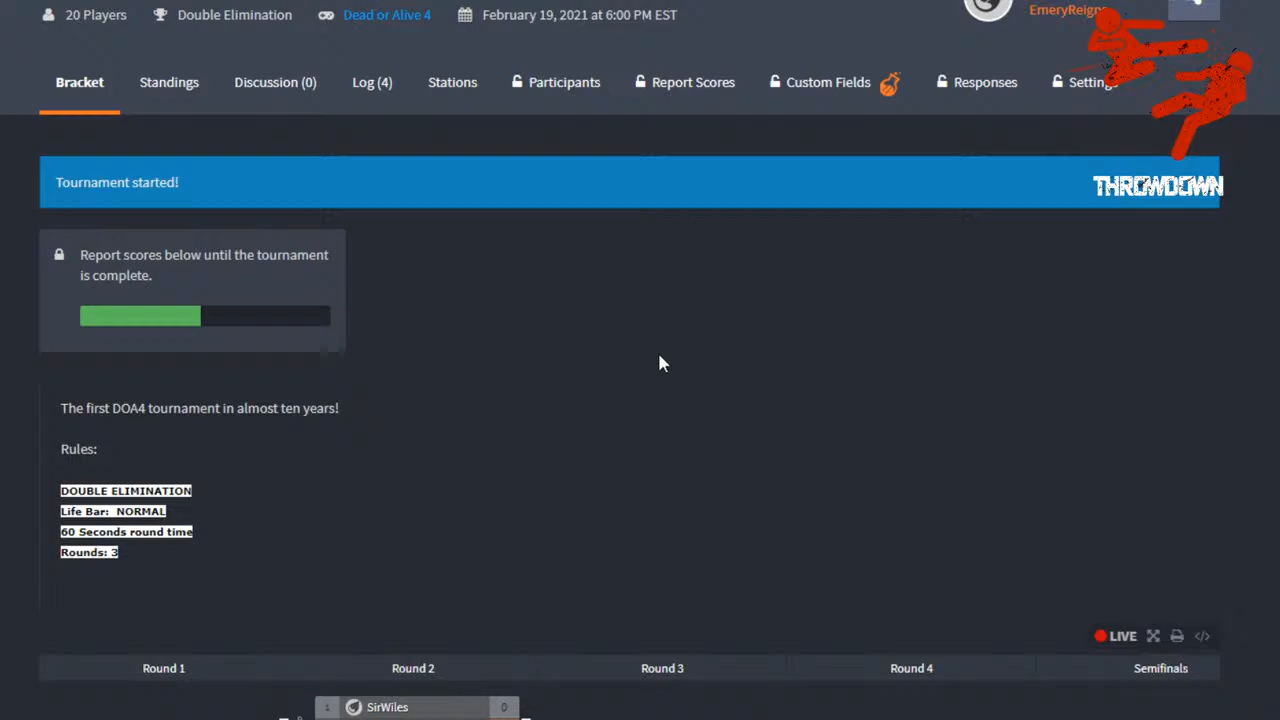 20 Players Double Elimination Dead or Alive 4 February 19, 2021 at 6:00 PM EST
Bracket Standings Discussion (0) Log (4) Stations Participants Report Scores Custom Fields Responses Settings
Tournament started!
THROWDOWN
Report scores below until the tournament
is complete.
The first DOA4 tournament in almost ten years!
Rules:
DOUBLE ELIMINATION
Life Bar: NORMAL
60 Seconds round time
Rounds: 3
LIVE
Round 1 Round 2 Round 3 Round 4 Semifinals
1 SirWiles 0